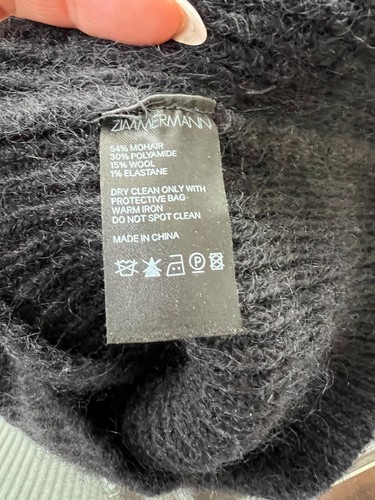 ZIMMERMANN
54% MOHAIR
30% POLYAMIDE
15% WOOL
1% ELASTANE
DRY CLEAN ONLY WITH
PROTECTIVE BAG
WARM IRON
DO NOT SPOT CLEAN
MADE IN CHINA
P